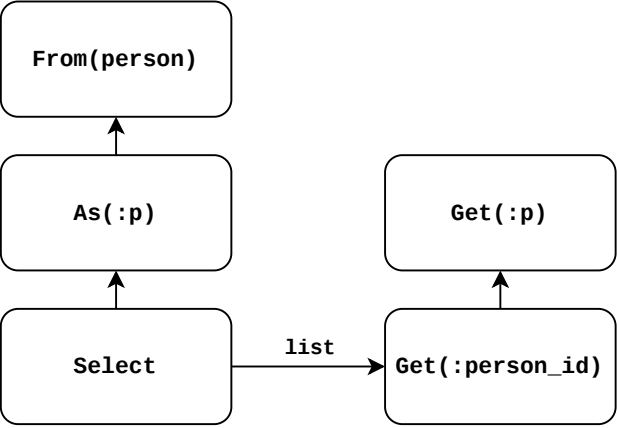 From(person)
As(:p)
Get(:p)
Select
list
Get(:person_id)